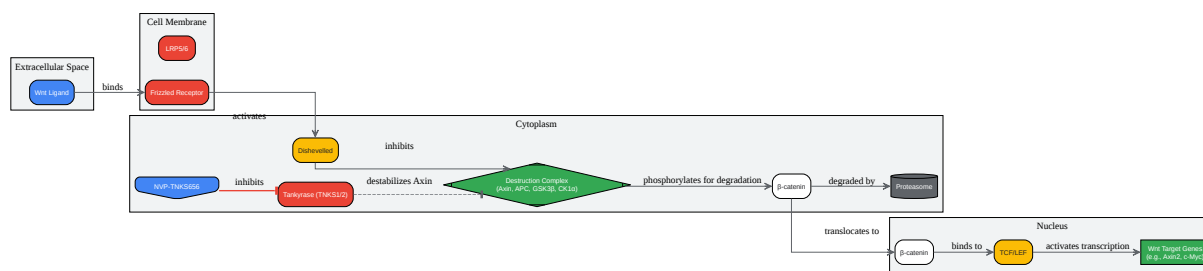 Cell Membrane
LRP5/6
Extracellular Space
Wnt Ligand
binds
Frizzled Receptor
activates
Cytoplasm
Dishevelled
inhibits
NVP-TNKS656
inhibits
Tankyrase (TNKS1/2)
destabilizes Axin
Destruction Complex
(Axin, APC, GSK3β, CK1α)
phosphorylates for degradation
β-catenin
degraded by
Proteasome
translocates to
Nucleus
β-catenin
binds to
TCF/LEF
activates transcription
Wnt Target Genes
(e.g., Axin2, c-Myc